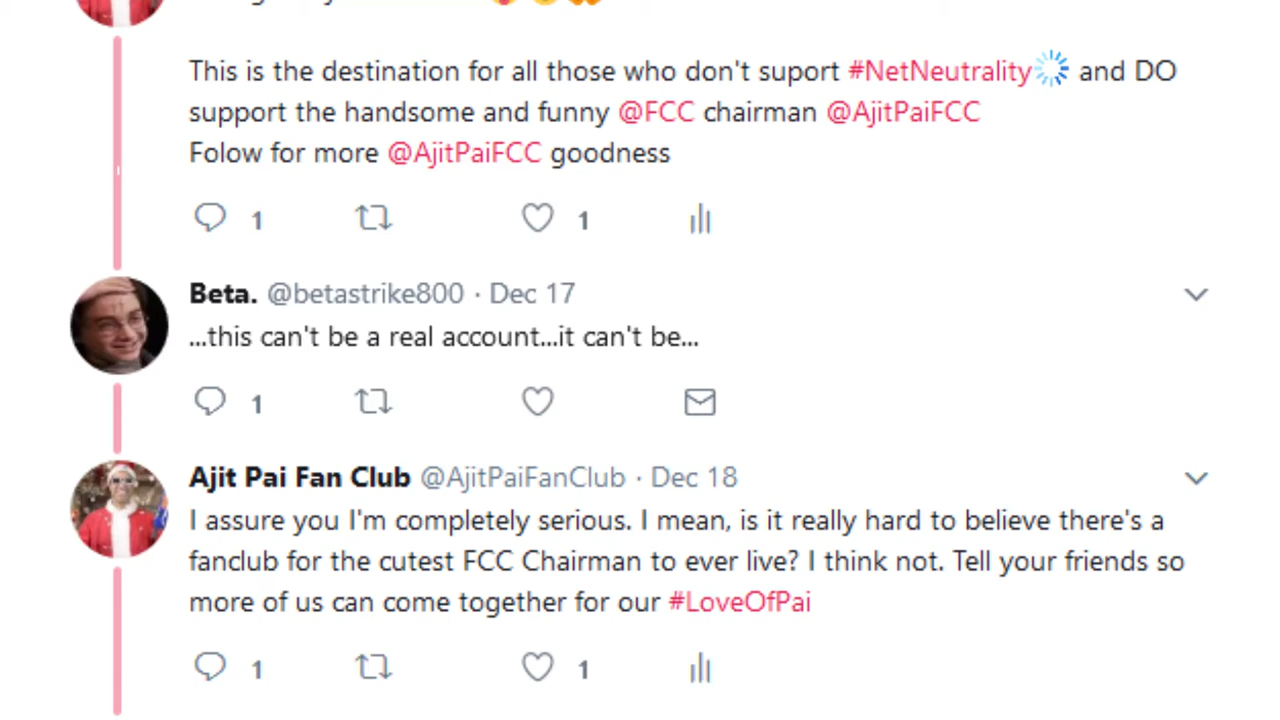 This is the destination for all those who don't suport #NetNeutrality and DO
support the handsome and funny @FCC chairman @AjitPaiFCC
Folow for more @AjitPaiFCC goodness
1 1
Beta. @betastrike800 · Dec 17
...this can't be a real account...it can't be...
1
Ajit Pai Fan Club @AjitPaiFanClub · Dec 18
I assure you I'm completely serious. I mean, is it really hard to believe there's a
fanclub for the cutest FCC Chairman to ever live? I think not. Tell your friends so
more of us can come together for our #LoveOfPai
1 1